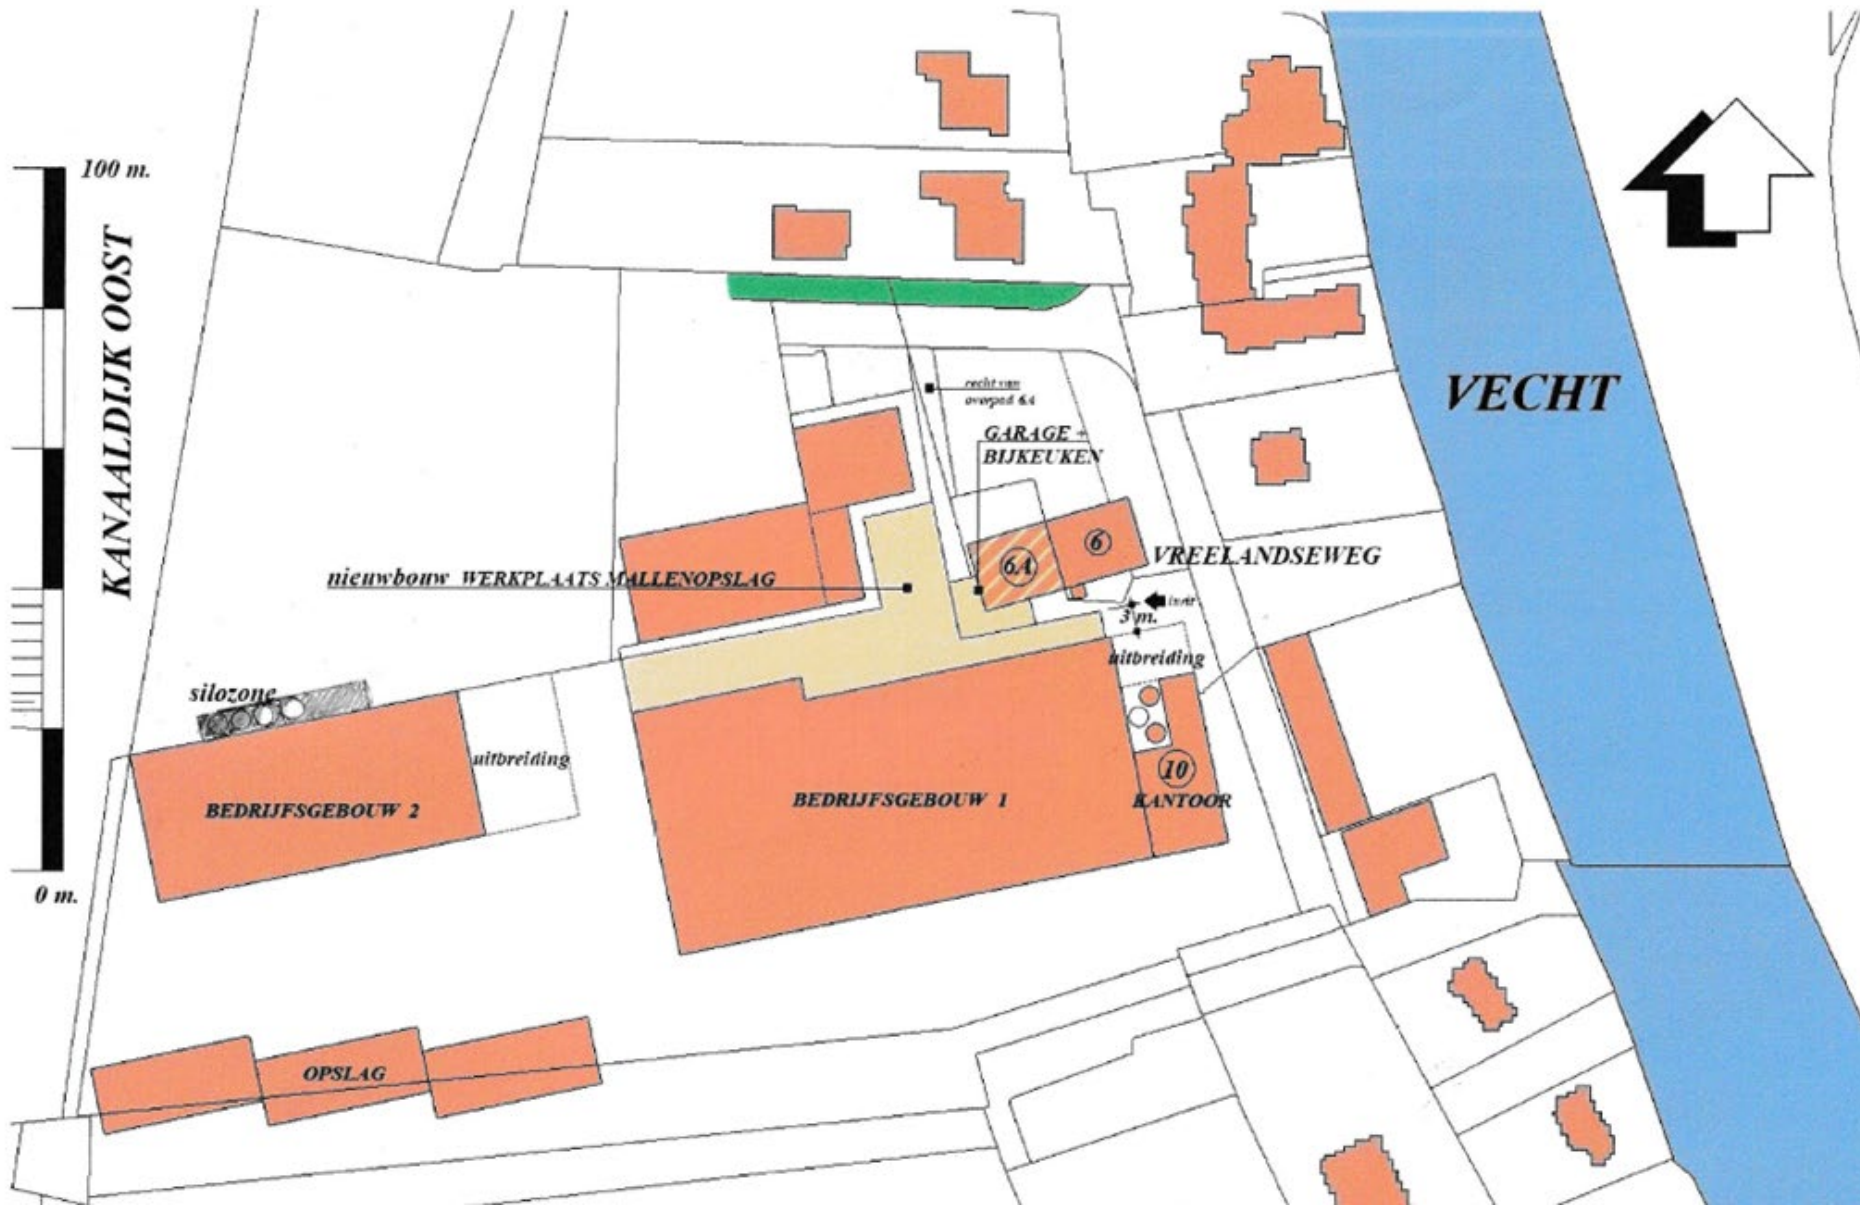 100 m.
KANAALDIJK OOST
VECHT
recht van
overpad 6A
GARAGE +
BIJKEUKEN
6
6A
VREELANDSEWEG
nieuwbouw WERKPLAATS MALLENOPSLAG
3 m.
uitbreiding
silozone
uitbreiding
10
KANTOOR
BEDRIJFSGEBOUW 2
BEDRIJFSGEBOUW 1
0 m.
OPSLAG